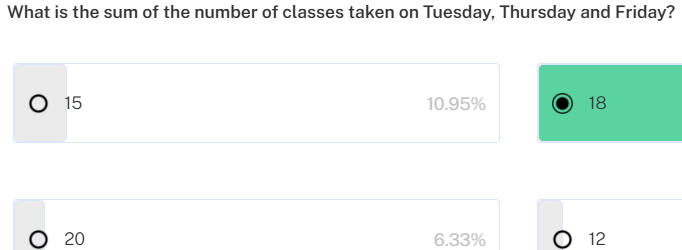 What is the sum of the number of classes taken on Tuesday, Thursday and Friday?
15 10.95% 18
20 6.33% 12